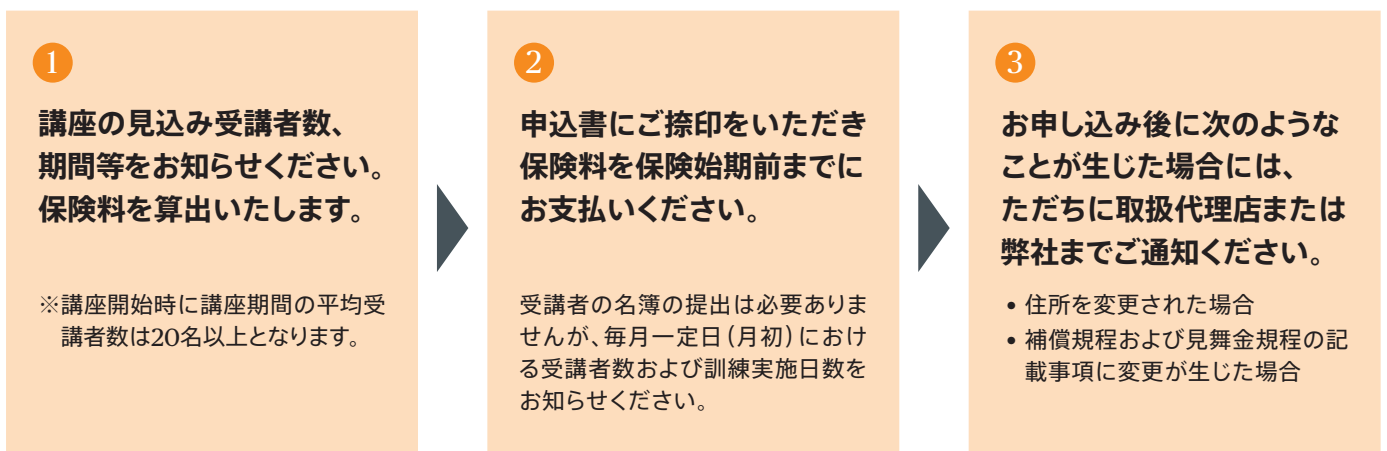 1
講座の見込み受講者数、
期間等をお知らせください。
保険料を算出いたします。
※講座開始時に講座期間の平均受
講者数は20名以上となります。
2
申込書にご捺印をいただき
保険料を保険始期前までに
お支払いください。
受講者の名簿の提出は必要ありま
せんが、毎月一定日(月初)におけ
る受講者数および訓練実施日数を
お知らせください。
3
お申し込み後に次のような
ことが生じた場合には、
ただちに取扱代理店または
弊社までご通知ください。
• 住所を変更された場合
• 補償規程および見舞金規程の記
載事項に変更が生じた場合